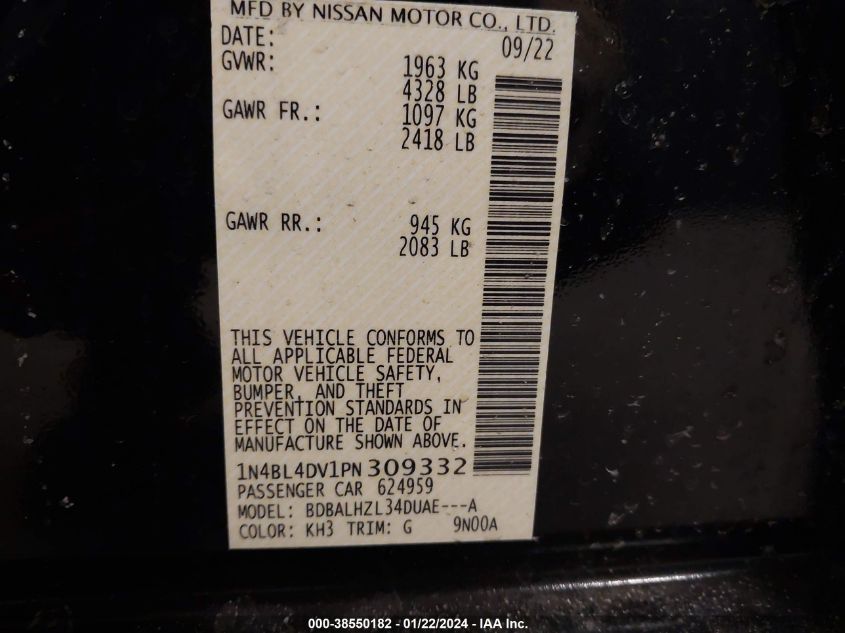 MFD BY NISSAN MOTOR CO., LTD.
DATE: 09/22
GVWR: 1963 KG
4328 LB
GAWR FR.: 1097 KG
2418 LB
GAWR RR.: 945 KG
2083 LB
THIS VEHICLE CONFORMS TO
ALL APPLICABLE FEDERAL
MOTOR VEHICLE SAFETY,
BUMPER, AND THEFT
PREVENTION STANDARDS IN
EFFECT ON THE DATE OF
MANUFACTURE SHOWN ABOVE.
1N4BL4DV1PN 309332
PASSENGER CAR 624959
MODEL: BDBALHZL34DUAE---A
COLOR: KH3 TRIM: G 9N00A
000-38550182 - 01/22/2024 - IAA Inc.